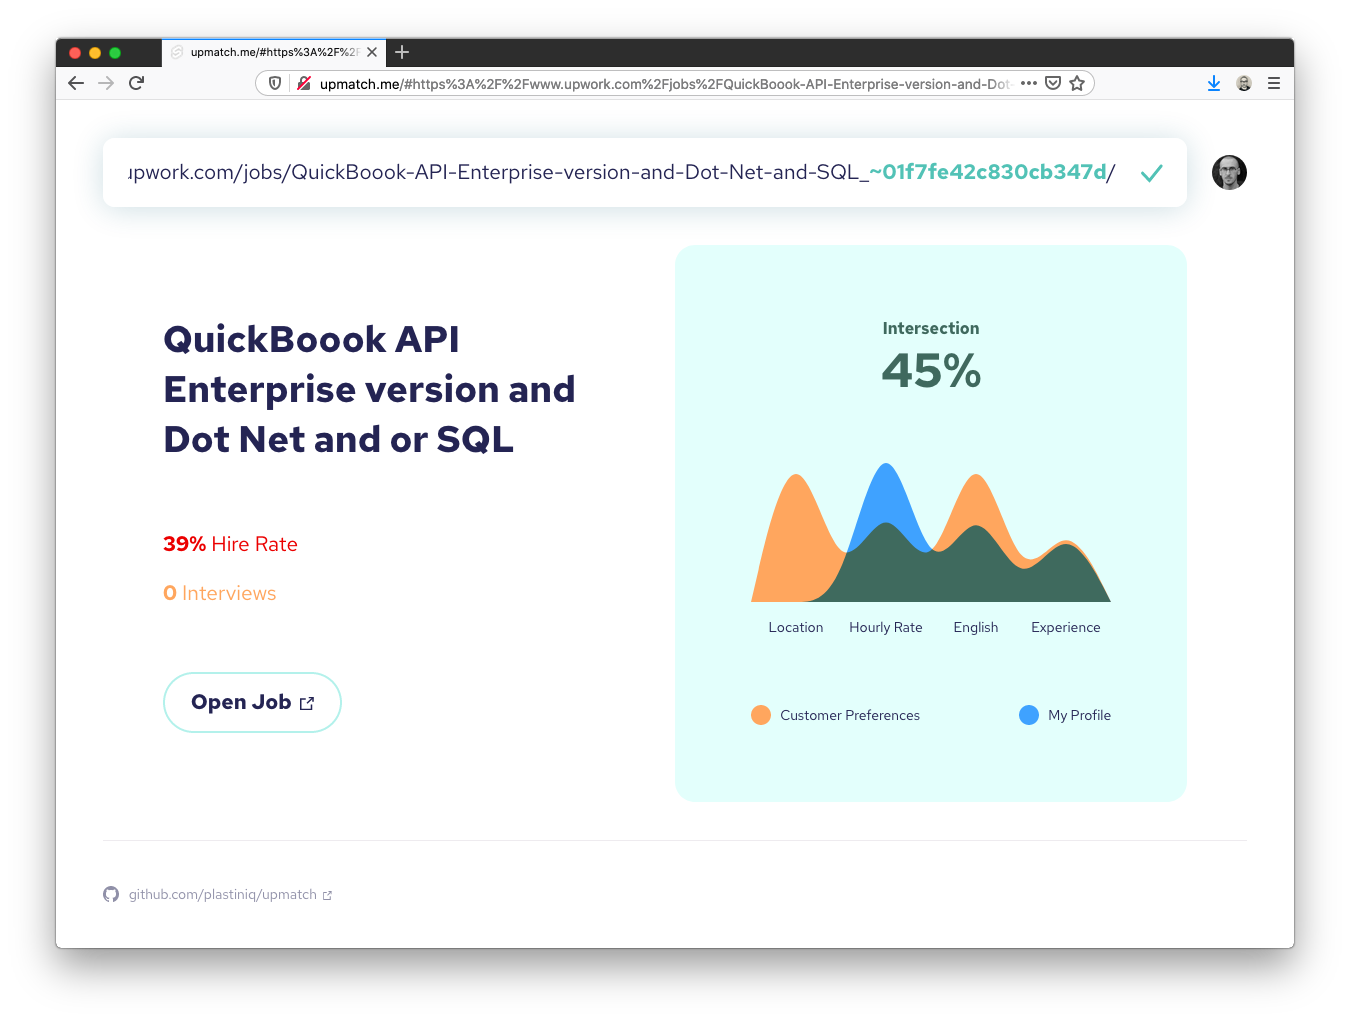 upmatch.me/#https%3A%2F%2F
upmatch.me/#https%3A%2F%2Fwww.upwork.com%2Fjobs%2FQuickBoook-API-Enterprise-version-and-Dot-
upwork.com/jobs/QuickBoook-API-Enterprise-version-and-Dot-Net-and-SQL_~01f7fe42c830cb347d/
QuickBoook API
Enterprise version and
Dot Net and or SQL
39% Hire Rate
0 Interviews
Open Job
Intersection
45%
Location Hourly Rate English Experience
Customer Preferences My Profile
github.com/plastiniq/upmatch